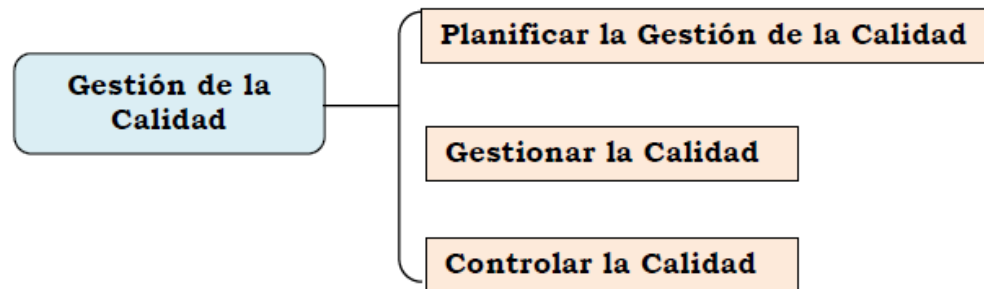 Planificar la Gestión de la Calidad
Gestión de la
Calidad
Gestionar la Calidad
Controlar la Calidad